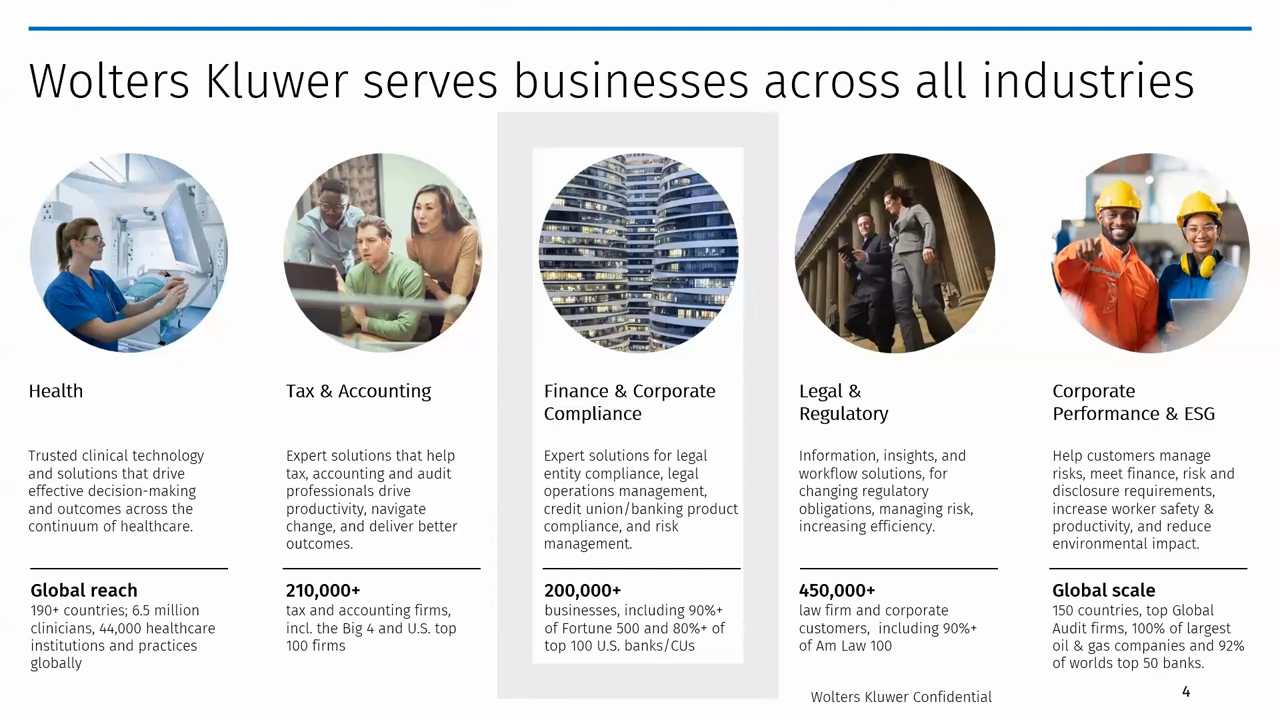 Wolters Kluwer serves businesses across all industries
Health
Trusted clinical technology
and solutions that drive
effective decision-making
and outcomes across the
continuum of healthcare.
Global reach
190+ countries; 6.5 million
clinicians, 44,000 healthcare
institutions and practices
globally
Tax & Accounting
Expert solutions that help
tax, accounting and audit
professionals drive
productivity, navigate
change, and deliver better
outcomes.
210,000+
tax and accounting firms,
incl. the Big 4 and U.S. top
100 firms
Finance & Corporate
Compliance
Expert solutions for legal
entity compliance, legal
operations management,
credit union/banking product
compliance, and risk
management.
200,000+
businesses, including 90%+
of Fortune 500 and 80%+ of
top 100 U.S. banks/CUs
Legal &
Regulatory
Information, insights, and
workflow solutions, for
changing regulatory
obligations, managing risk,
increasing efficiency.
450,000+
law firm and corporate
customers,  including 90%+
of Am Law 100
Corporate
Performance & ESG
Help customers manage
risks, meet finance, risk and
disclosure requirements,
increase worker safety &
productivity, and reduce
environmental impact.
Global scale
150 countries, top Global
Audit firms, 100% of largest
oil & gas companies and 92%
of worlds top 50 banks.
Wolters Kluwer Confidential
4